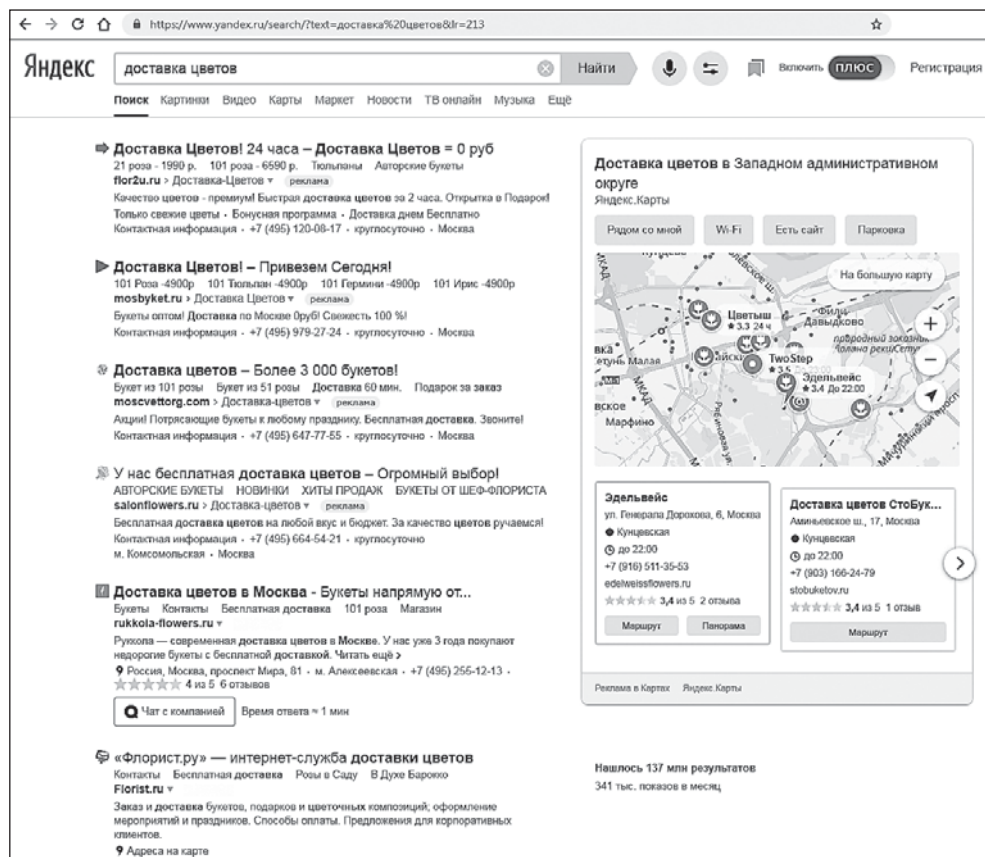 https://www.yandex.ru/search/?text=доставка%20цветов&lr=213
Яндекс
доставка цветов
Найти
Включить ПЛЮС
Регистрация
Поиск Картинки Видео Карты Маркет Новости ТВ онлайн Музыка Ещё
Доставка Цветов! 24 часа – Доставка Цветов = 0 руб
21 роза - 1990 р. 101 роза - 6590 р. Тюльпаны Авторские букеты
flor2u.ru > Доставка-Цветов реклама
Качество цветов - премиум! Быстрая доставка цветов за 2 часа. Открытка в Подарок!
Только свежие цветы · Бонусная программа · Доставка днем Бесплатно
Контактная информация · +7 (495) 120-08-17 · круглосуточно · Москва
Доставка Цветов! – Привезем Сегодня!
101 Роза -4900р 101 Тюльпан -4900р 101 Гермини -4900р 101 Ирис -4900р
mosbyket.ru > Доставка Цветов реклама
Букеты оптом! Доставка по Москве 0руб! Свежесть 100 %!
Контактная информация · +7 (495) 979-27-24 · круглосуточно · Москва
Доставка цветов – Более 3 000 букетов!
Букет из 101 розы Букет из 51 розы Доставка 60 мин. Подарок за заказ
moscvettorg.com > Доставка-цветов реклама
Акции! Потрясающие букеты к любому празднику. Бесплатная доставка. Звоните!
Контактная информация · +7 (495) 647-77-55 · круглосуточно · Москва
У нас бесплатная доставка цветов – Огромный выбор!
АВТОРСКИЕ БУКЕТЫ НОВИНКИ ХИТЫ ПРОДАЖ БУКЕТЫ ОТ ШЕФ-ФЛОРИСТА
salonflowers.ru > Доставка-цветов реклама
Бесплатная доставка цветов на любой вкус и бюджет. За качество цветов ручаемся!
Контактная информация · +7 (495) 664-54-21 · круглосуточно
м. Комсомольская · Москва
Доставка цветов в Москва - Букеты напрямую от...
Букеты Контакты Бесплатная доставка 101 роза Магазин
rukkola-flowers.ru
Руккола — современная доставка цветов в Москве. У нас уже 3 года покупают
недорогие букеты с бесплатной доставкой. Читать ещё >
Россия, Москва, проспект Мира, 81 · м. Алексеевская · +7 (495) 255-12-13 ·
4 из 5 6 отзывов
Чат с компанией Время ответа ≈ 1 мин
«Флорист.ру» — интернет-служба доставки цветов
Контакты Бесплатная доставка Розы в Саду В Духе Барокко
Florist.ru
Заказ и доставка букетов, подарков и цветочных композиций; оформление
мероприятий и праздников. Способы оплаты. Предложения для корпоративных
клиентов.
Адреса на карте
Доставка цветов в Западном административном
округе
Яндекс.Карты
Рядом со мной Wi-Fi Есть сайт Парковка
На большую карту
Цветыш
3.3 24 ч
Фили-
Давыдково
природный заказник
TwoStep
3.5
Эдельвейс
3.4 До 22:00
Малая
МКАД
МКАД
Рябиновая ул.
Марфино
Эдельвейс
ул. Генерала Дорохова, 6, Москва
Кунцевская
до 22:00
+7 (916) 511-35-53
edelweissflowers.ru
3,4 из 5 2 отзыва
Маршрут Панорама
Доставка цветов СтоБук...
Аминьевское ш., 17, Москва
Кунцевская
до 22:00
+7 (903) 166-24-79
stobuketov.ru
3,4 из 5 1 отзыв
Маршрут
Реклама в Картах Яндекс Карты
Нашлось 137 млн результатов
341 тыс. показов в месяц